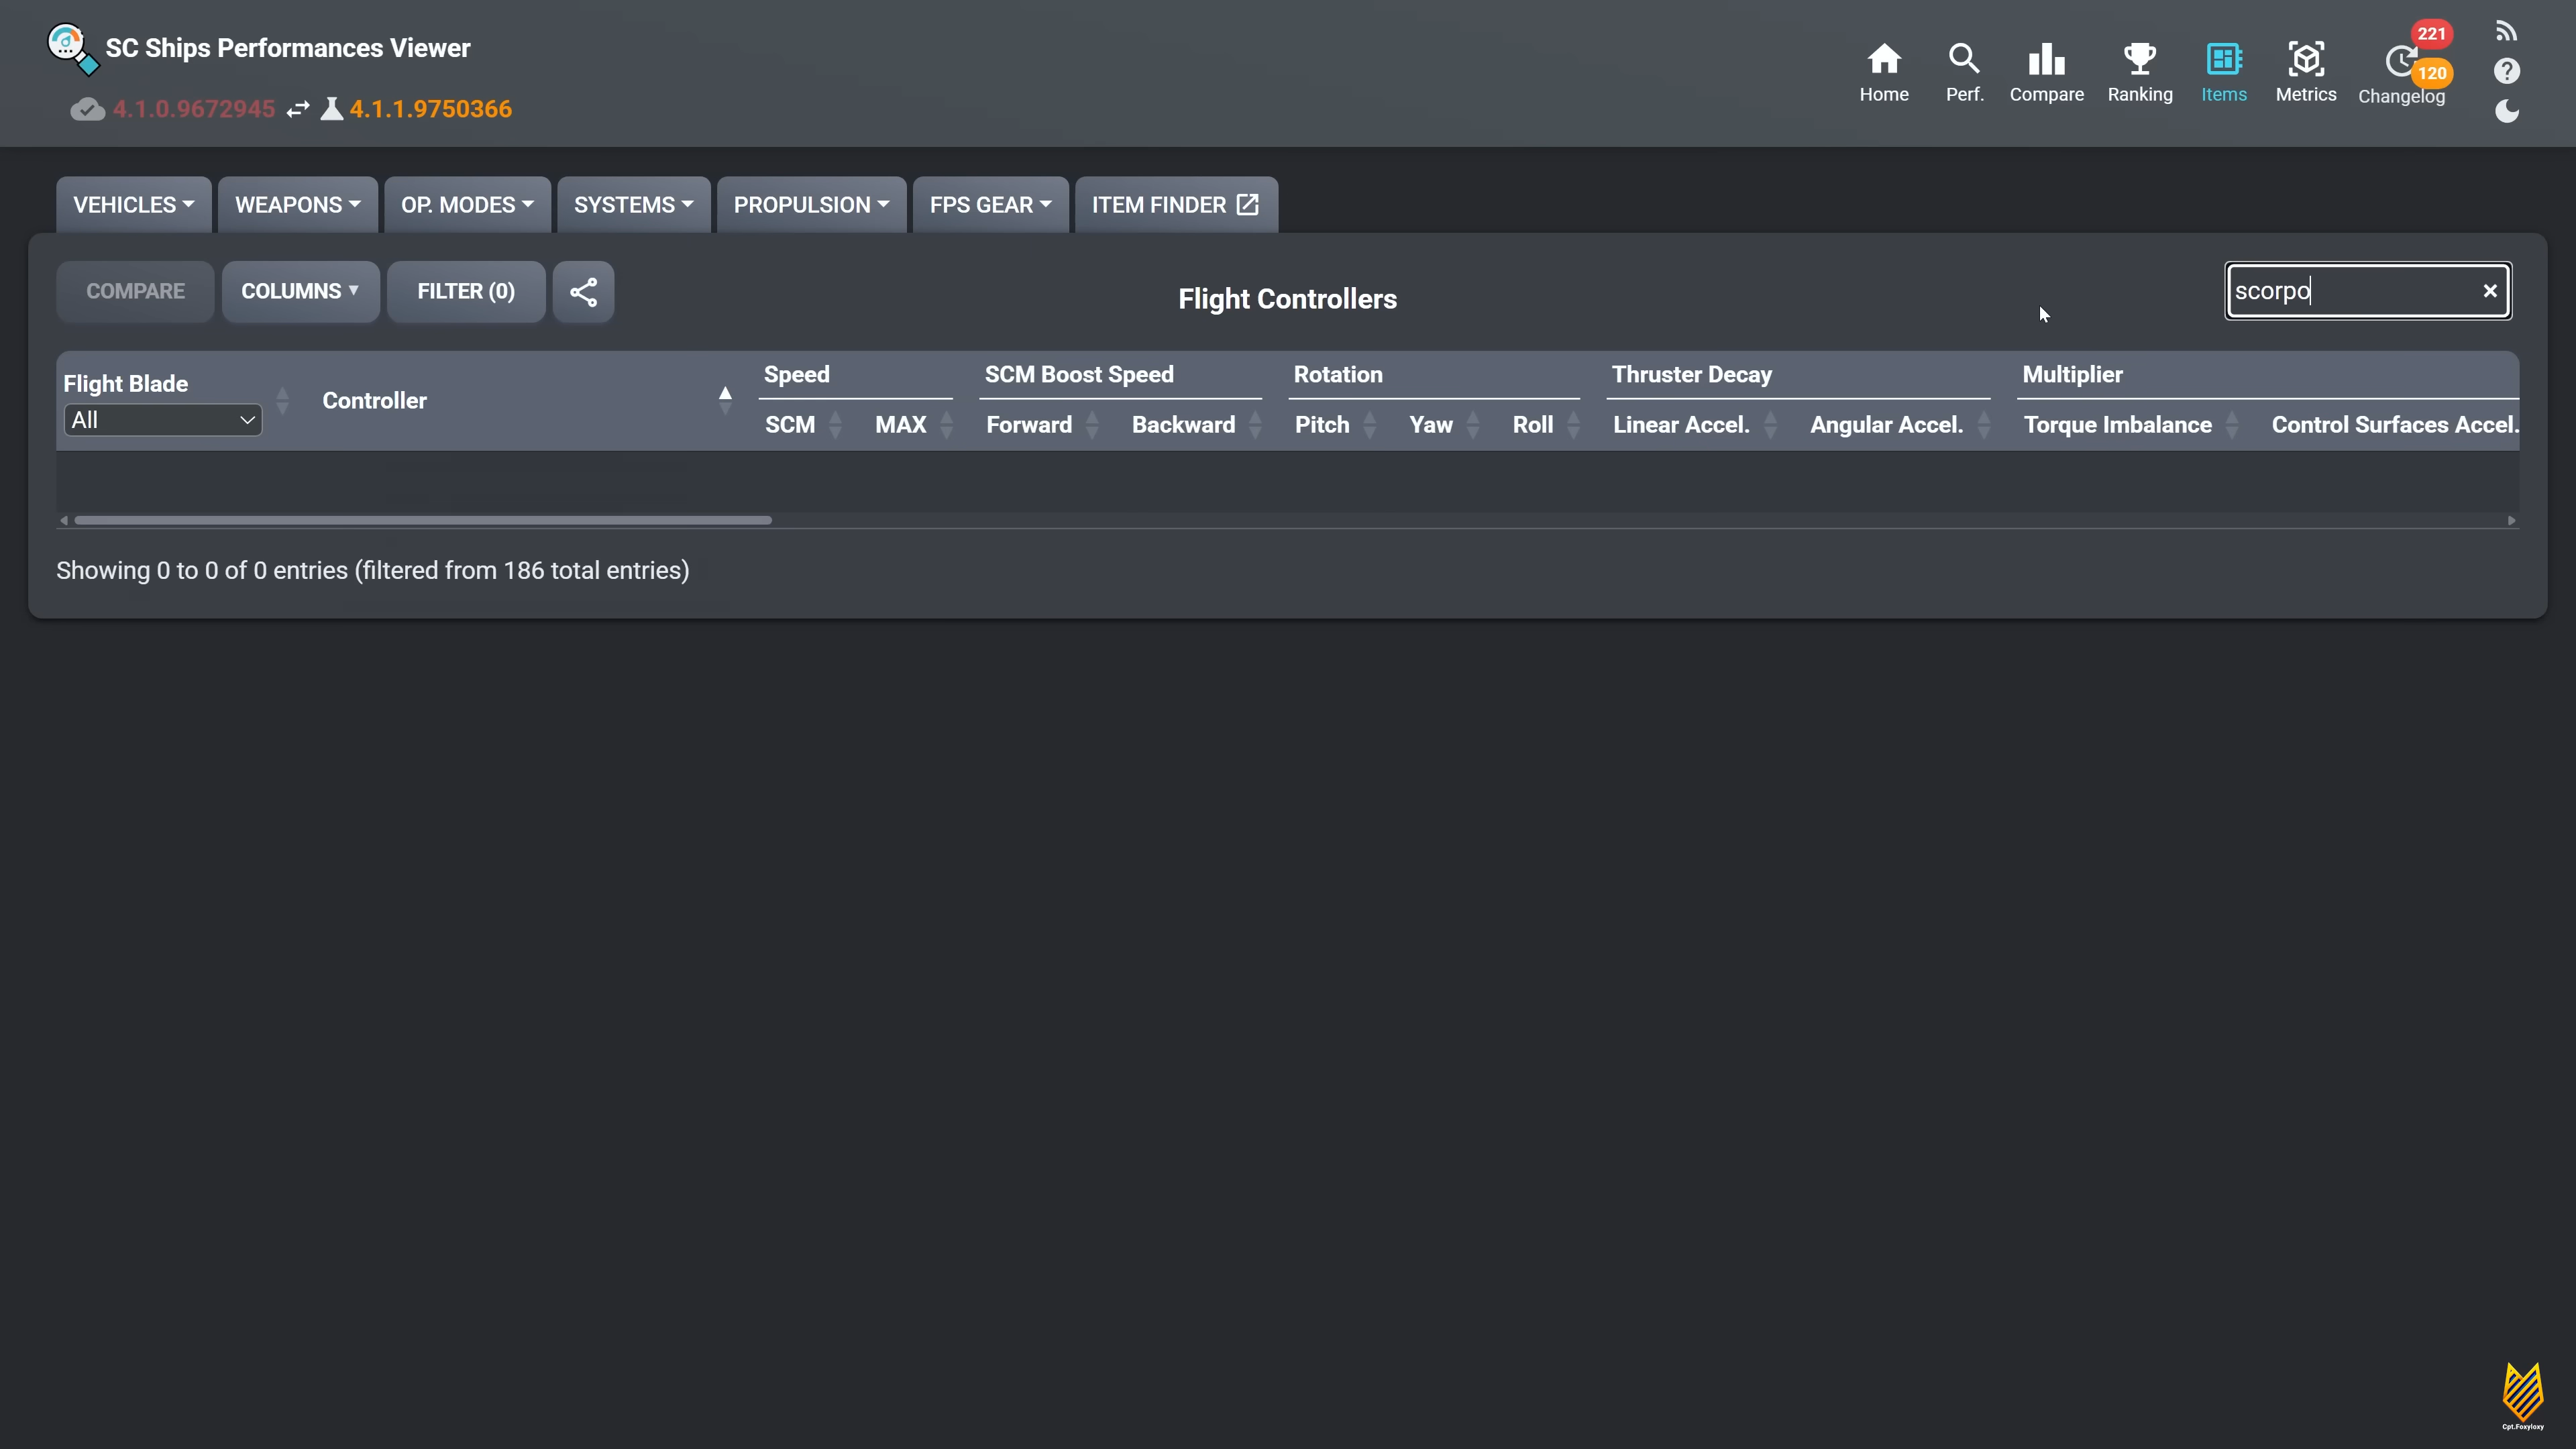 SC Ships Performances Viewer
4.1.0.9672945 4.1.1.9750366
Home Perf. Compare Ranking Items Metrics Changelog
221
120
VEHICLES WEAPONS OP. MODES SYSTEMS PROPULSION FPS GEAR ITEM FINDER
COMPARE COLUMNS FILTER (0)
Flight Controllers
scorpo
Flight Blade
All
Controller
Speed SCM Boost Speed Rotation Thruster Decay Multiplier
SCM MAX Forward Backward Pitch Yaw Roll Linear Accel. Angular Accel. Torque Imbalance Control Surfaces Accel.
Showing 0 to 0 of 0 entries (filtered from 186 total entries)
Cpt.Foxyloxy